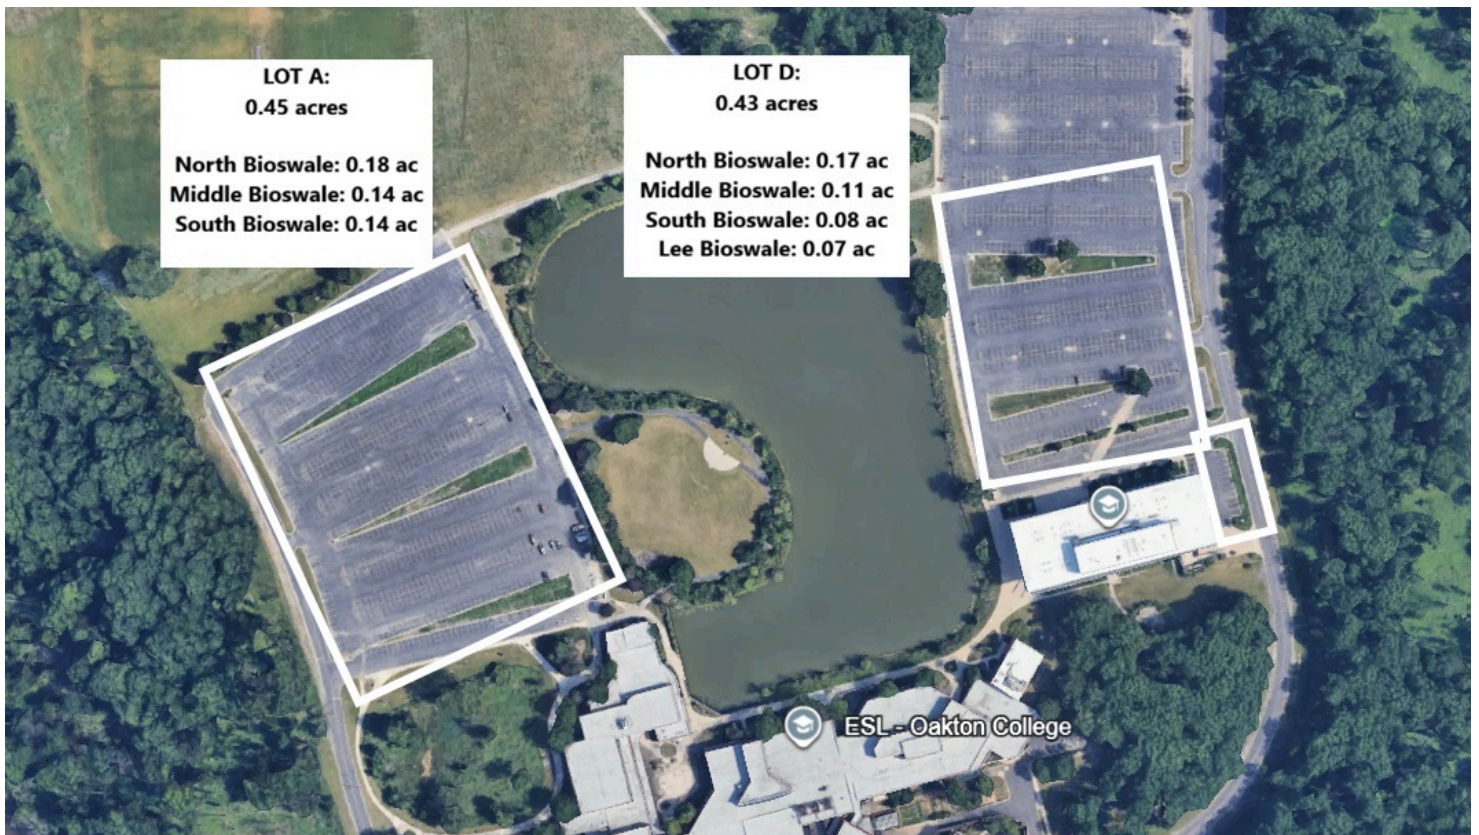 LOT A:
0.45 acres
North Bioswale: 0.18 ac
Middle Bioswale: 0.14 ac
South Bioswale: 0.14 ac
LOT D:
0.43 acres
North Bioswale: 0.17 ac
Middle Bioswale: 0.11 ac
South Bioswale: 0.08 ac
Lee Bioswale: 0.07 ac
ESL - Oakton College